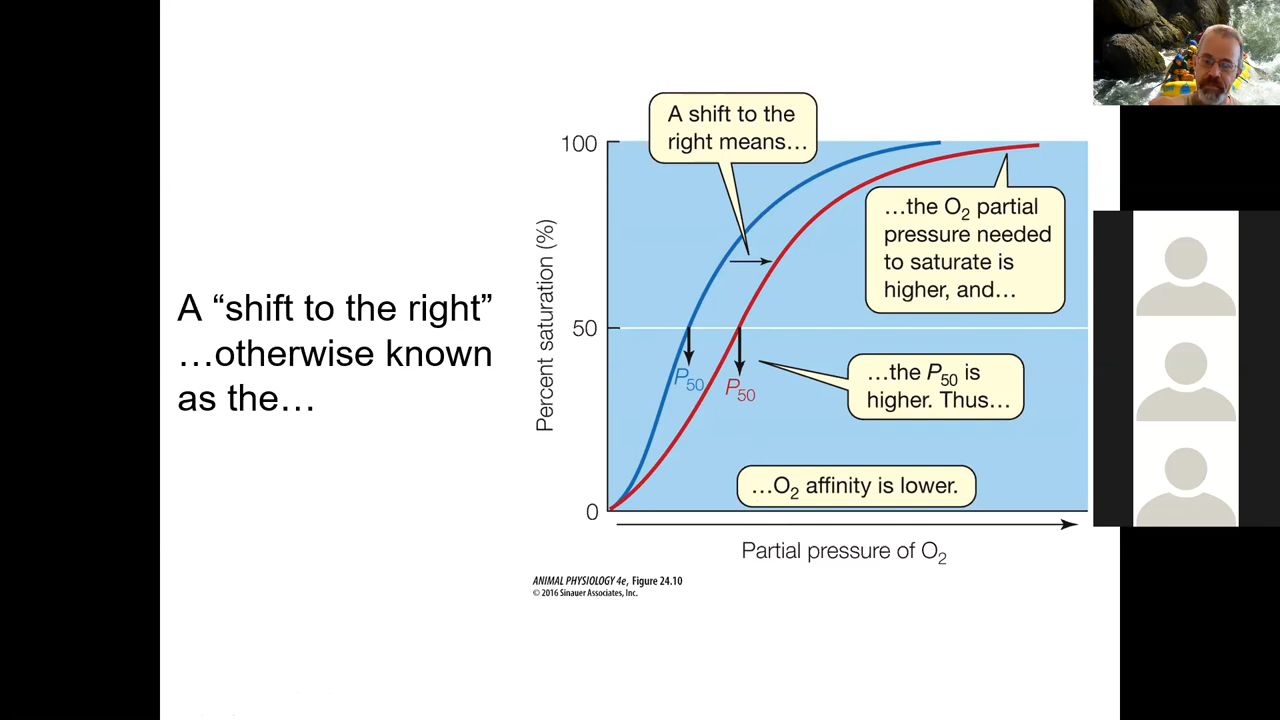 A “shift to the right”
…otherwise known
as the…
A shift to the
right means…
…the O₂ partial
pressure needed
to saturate is
higher, and…
…the P₅₀ is
higher. Thus…
…O₂ affinity is lower.
100
50
0
Percent saturation (%)
P₅₀
P₅₀
Partial pressure of O₂
ANIMAL PHYSIOLOGY 4e, Figure 24.10
© 2016 Sinauer Associates, Inc.